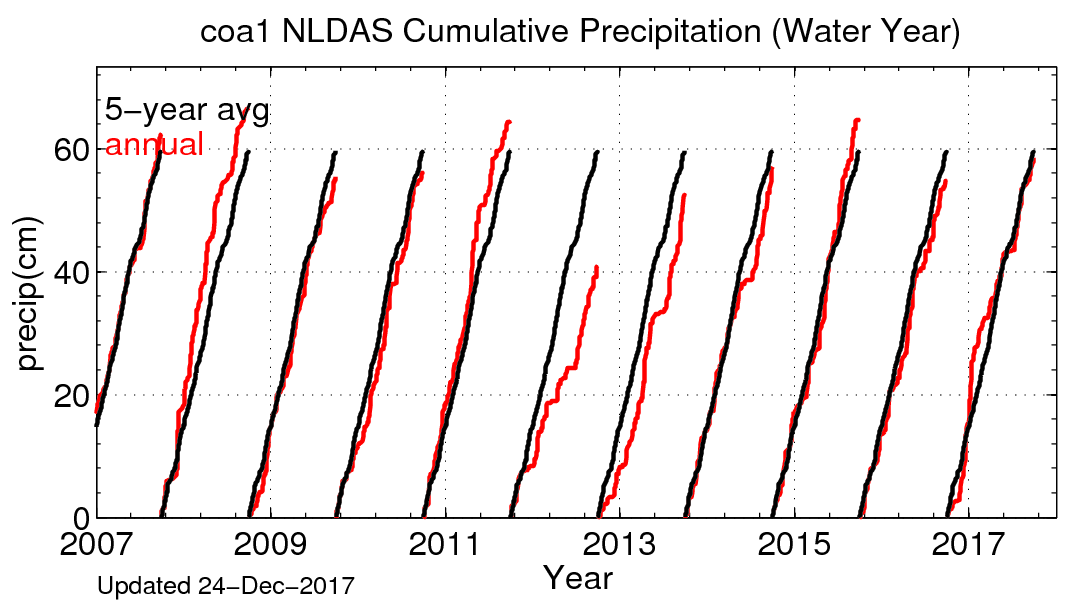 coa1 NLDAS Cumulative Precipitation (Water Year)
5−year avg
annual
precip(cm)
60
40
20
0
2007 2009 2011 2013 2015 2017
Year
Updated 24−Dec−2017